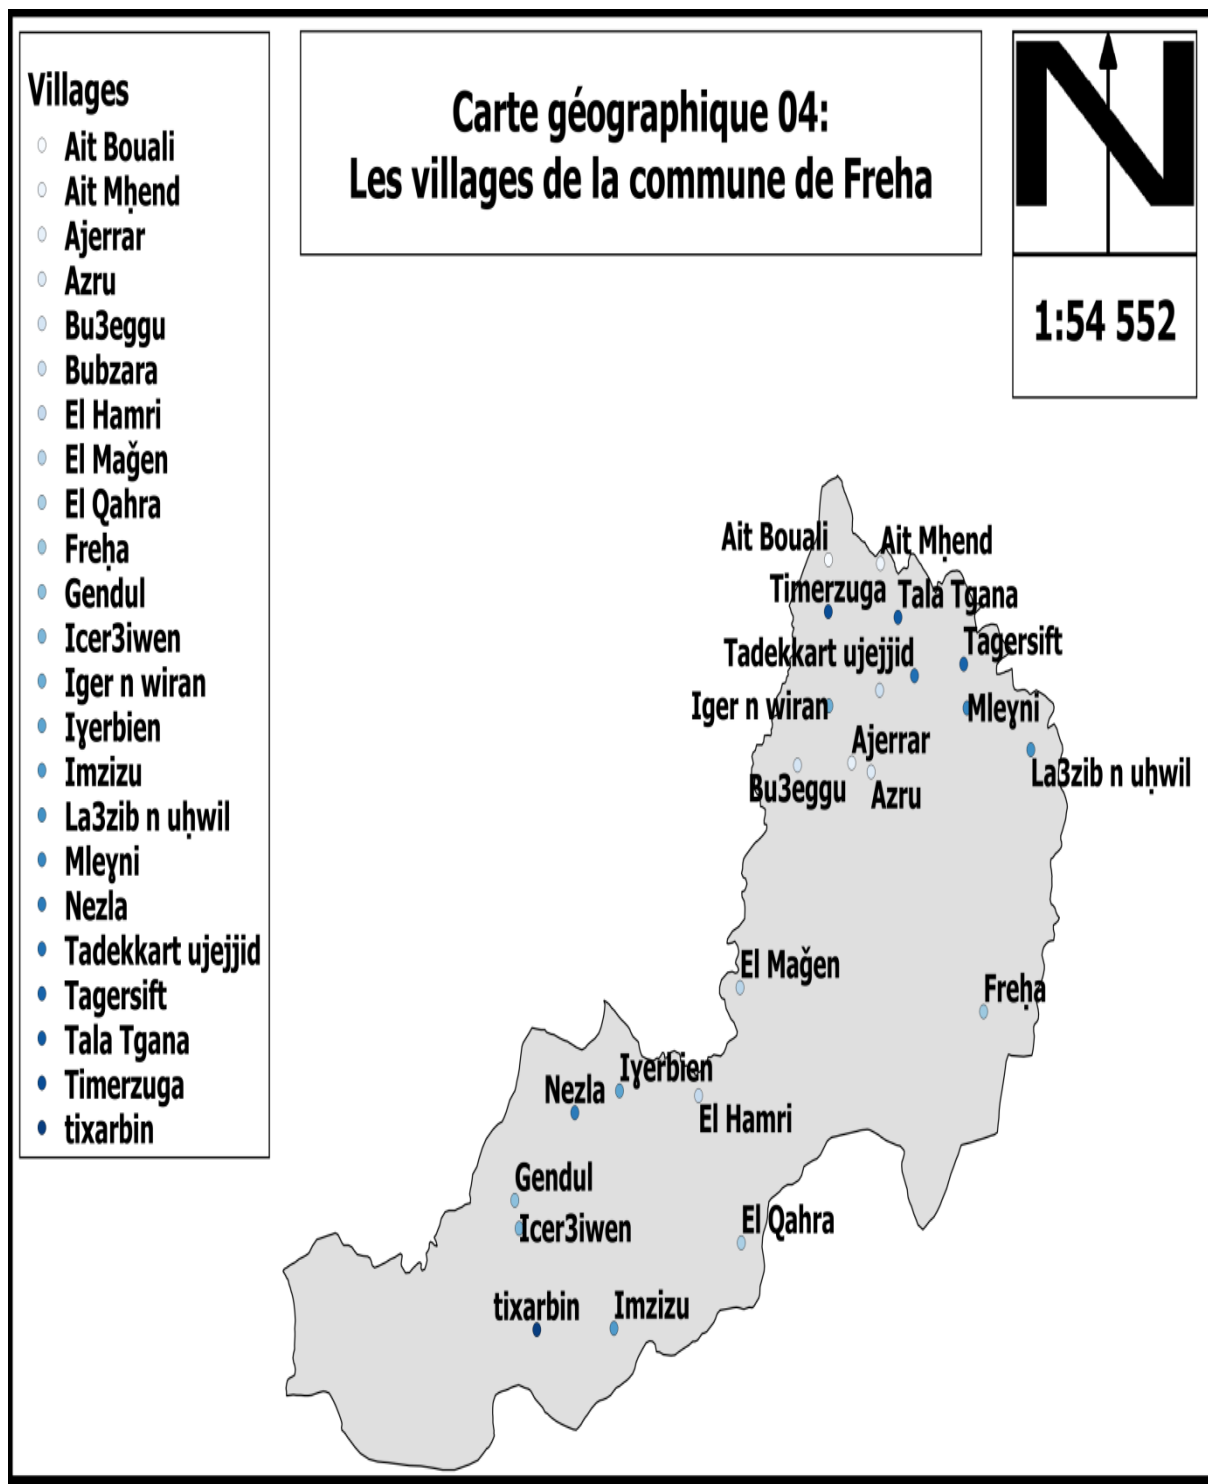 Carte géographique 04:
Les villages de la commune de Freha
N
1:54 552
Villages
Ait Bouali
Ait Mḥend
Ajerrar
Azru
Bu3eggu
Bubzara
El Hamri
El Maǧen
El Qahra
Freḥa
Gendul
Icer3iwen
Iger n wiran
Iɣerbien
Imzizu
La3zib n uḥwil
Mleɣni
Nezla
Tadekkart ujejjid
Tagersift
Tala Tgana
Timerzuga
tixarbin
Ait Bouali
Ait Mḥend
Timerzuga
Tala Tgana
Tagersift
Tadekkart ujejjid
Iger n wiran
Mleɣni
Ajerrar
La3zib n uḥwil
Bu3eggu
Azru
El Maǧen
Freḥa
Iɣerbien
Nezla
El Hamri
Gendul
Icer3iwen
El Qahra
tixarbin
Imzizu